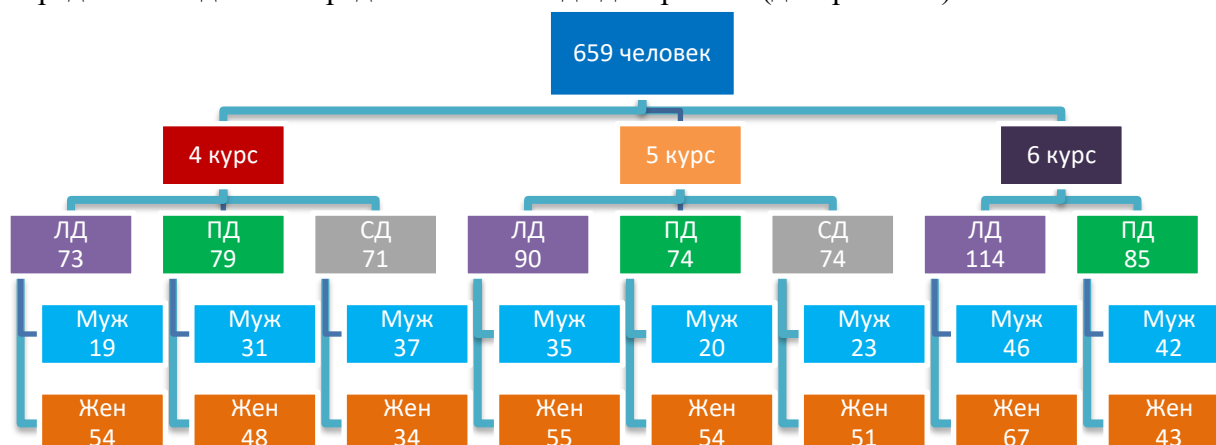 659 человек
4 курс
5 курс
6 курс
ЛД
73
ПД
79
СД
71
ЛД
90
ПД
74
СД
74
ЛД
114
ПД
85
Муж
19
Муж
31
Муж
37
Муж
35
Муж
20
Муж
23
Муж
46
Муж
42
Жен
54
Жен
48
Жен
34
Жен
55
Жен
54
Жен
51
Жен
67
Жен
43